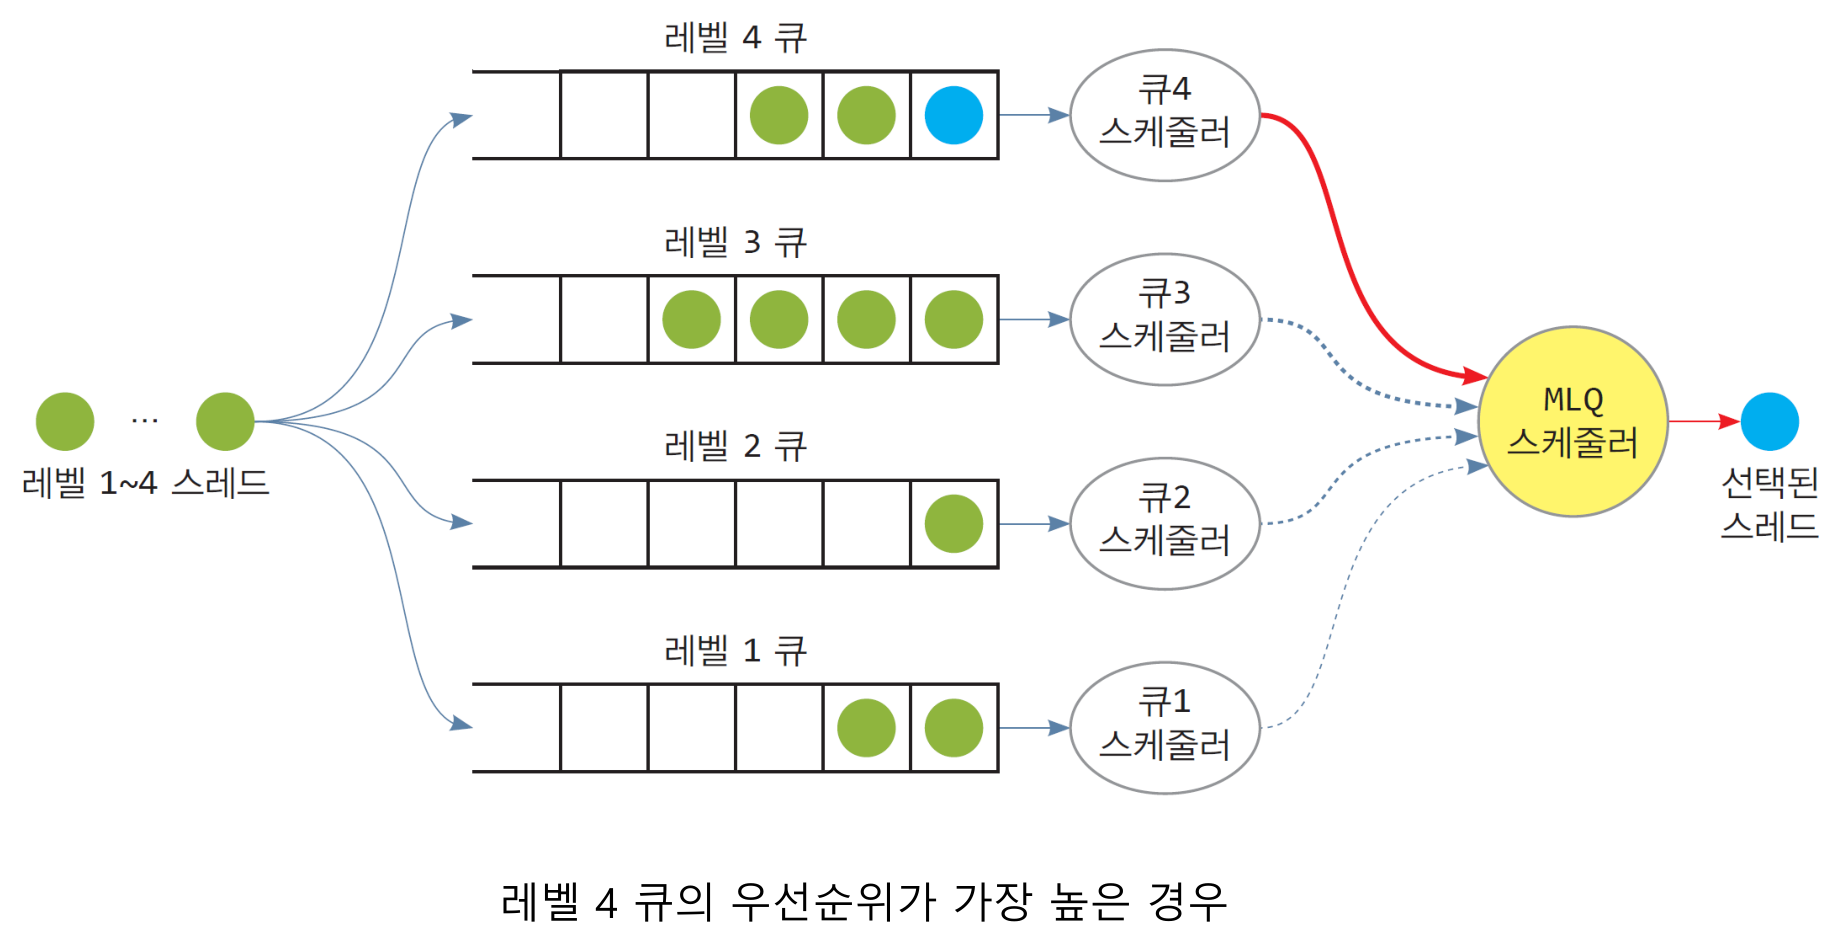 레벨 4 큐
큐4
스케줄러
레벨 3 큐
큐3
스케줄러
...
레벨 1~4 스레드
MLQ
스케줄러
선택된
스레드
레벨 2 큐
큐2
스케줄러
레벨 1 큐
큐1
스케줄러
레벨 4 큐의 우선순위가 가장 높은 경우